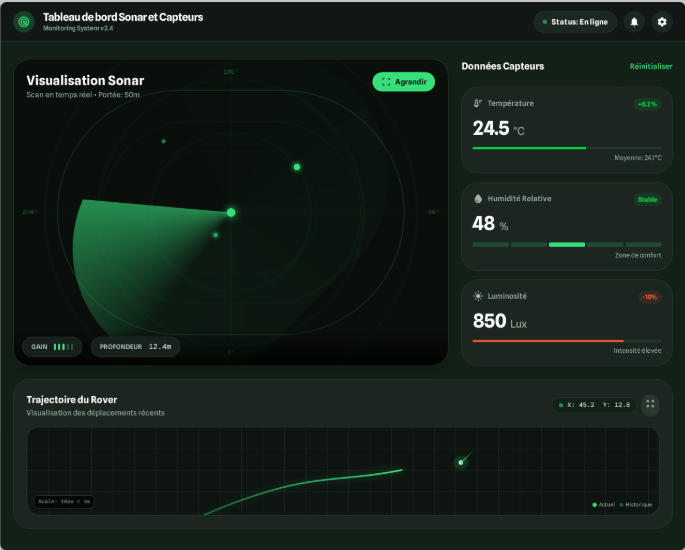 Tableau de bord Sonar et Capteurs
Monitoring System v2.4
Status: En ligne
Visualisation Sonar
Scan en temps réel • Portée: 50m
Agrandir
180°
0°
GAIN
PROFONDEUR 12.4m
Données Capteurs
Réinitialiser
Température
+0.2%
24.5 °C
Moyenne: 24.1°C
Humidité Relative
Stable
48 %
Zone de confort
Luminosité
-10%
850 Lux
Intensité élevée
Trajectoire du Rover
Visualisation des déplacements récents
X: 45.2 Y: 12.8
Scale: 10px = 1m
Actuel
Historique